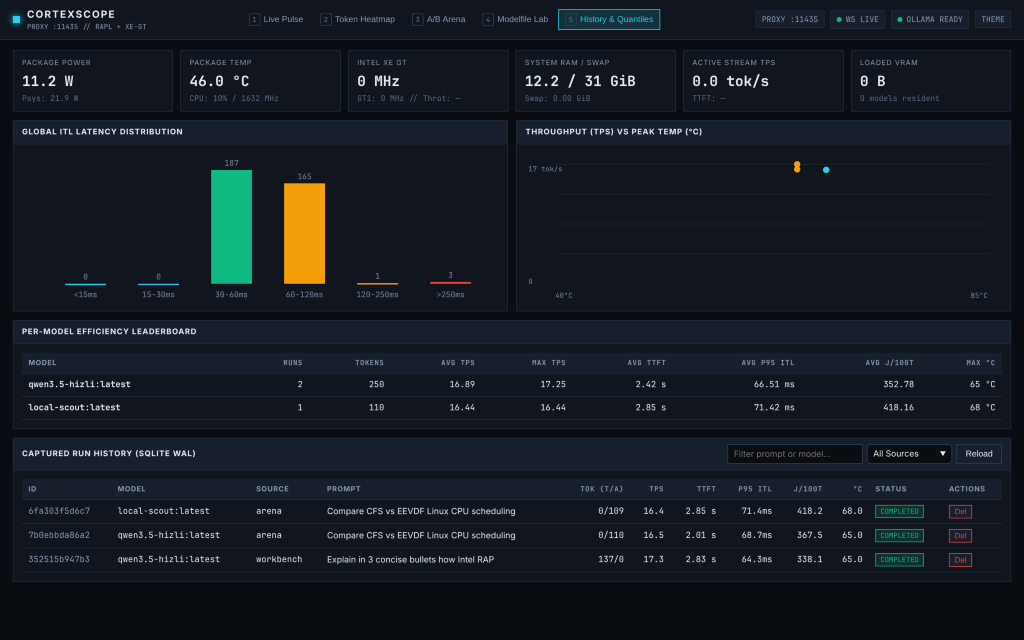 CORTEXSCOPE
PROXY :11435 // RAPL + XE-GT
1 Live Pulse
2 Token Heatmap
3 A/B Arena
4 Modelfile Lab
5 History & Quantiles
PROXY :11435
WS LIVE
OLLAMA READY
THEME
PACKAGE POWER
11.2 W
Psys: 21.9 W
PACKAGE TEMP
46.0 °C
CPU: 10% / 1632 MHz
INTEL XE GT
0 MHz
GT1: 0 MHz // Throt: —
SYSTEM RAM / SWAP
12.2 / 31 GiB
Swap: 0.00 GiB
ACTIVE STREAM TPS
0.0 tok/s
TTFT: —
LOADED VRAM
0 B
0 models resident
GLOBAL ITL LATENCY DISTRIBUTION
0 0 187 165 1 3
<15ms 15-30ms 30-60ms 60-120ms 120-250ms >250ms
THROUGHPUT (TPS) VS PEAK TEMP (°C)
17 tok/s
0
40°C 85°C
PER-MODEL EFFICIENCY LEADERBOARD
MODEL RUNS TOKENS AVG TPS MAX TPS AVG TTFT AVG P95 ITL AVG J/100T MAX °C
qwen3.5-hizli:latest 2 250 16.89 17.25 2.42 s 66.51 ms 352.78 65 °C
local-scout:latest 1 110 16.44 16.44 2.85 s 71.42 ms 418.16 68 °C
CAPTURED RUN HISTORY (SQLITE WAL)
Filter prompt or model...
All Sources ▼
Reload
ID MODEL SOURCE PROMPT TOK (T/A) TPS TTFT P95 ITL J/100T °C STATUS ACTIONS
6fa303f5d6c7 local-scout:latest arena Compare CFS vs EEVDF Linux CPU scheduling 0/109 16.4 2.85 s 71.4ms 418.2 68.0 COMPLETED Del
7b0ebbda86a2 qwen3.5-hizli:latest arena Compare CFS vs EEVDF Linux CPU scheduling 0/110 16.5 2.01 s 68.7ms 367.5 65.0 COMPLETED Del
352515b947b3 qwen3.5-hizli:latest workbench Explain in 3 concise bullets how Intel RAP 137/0 17.3 2.83 s 64.3ms 338.1 65.0 COMPLETED Del